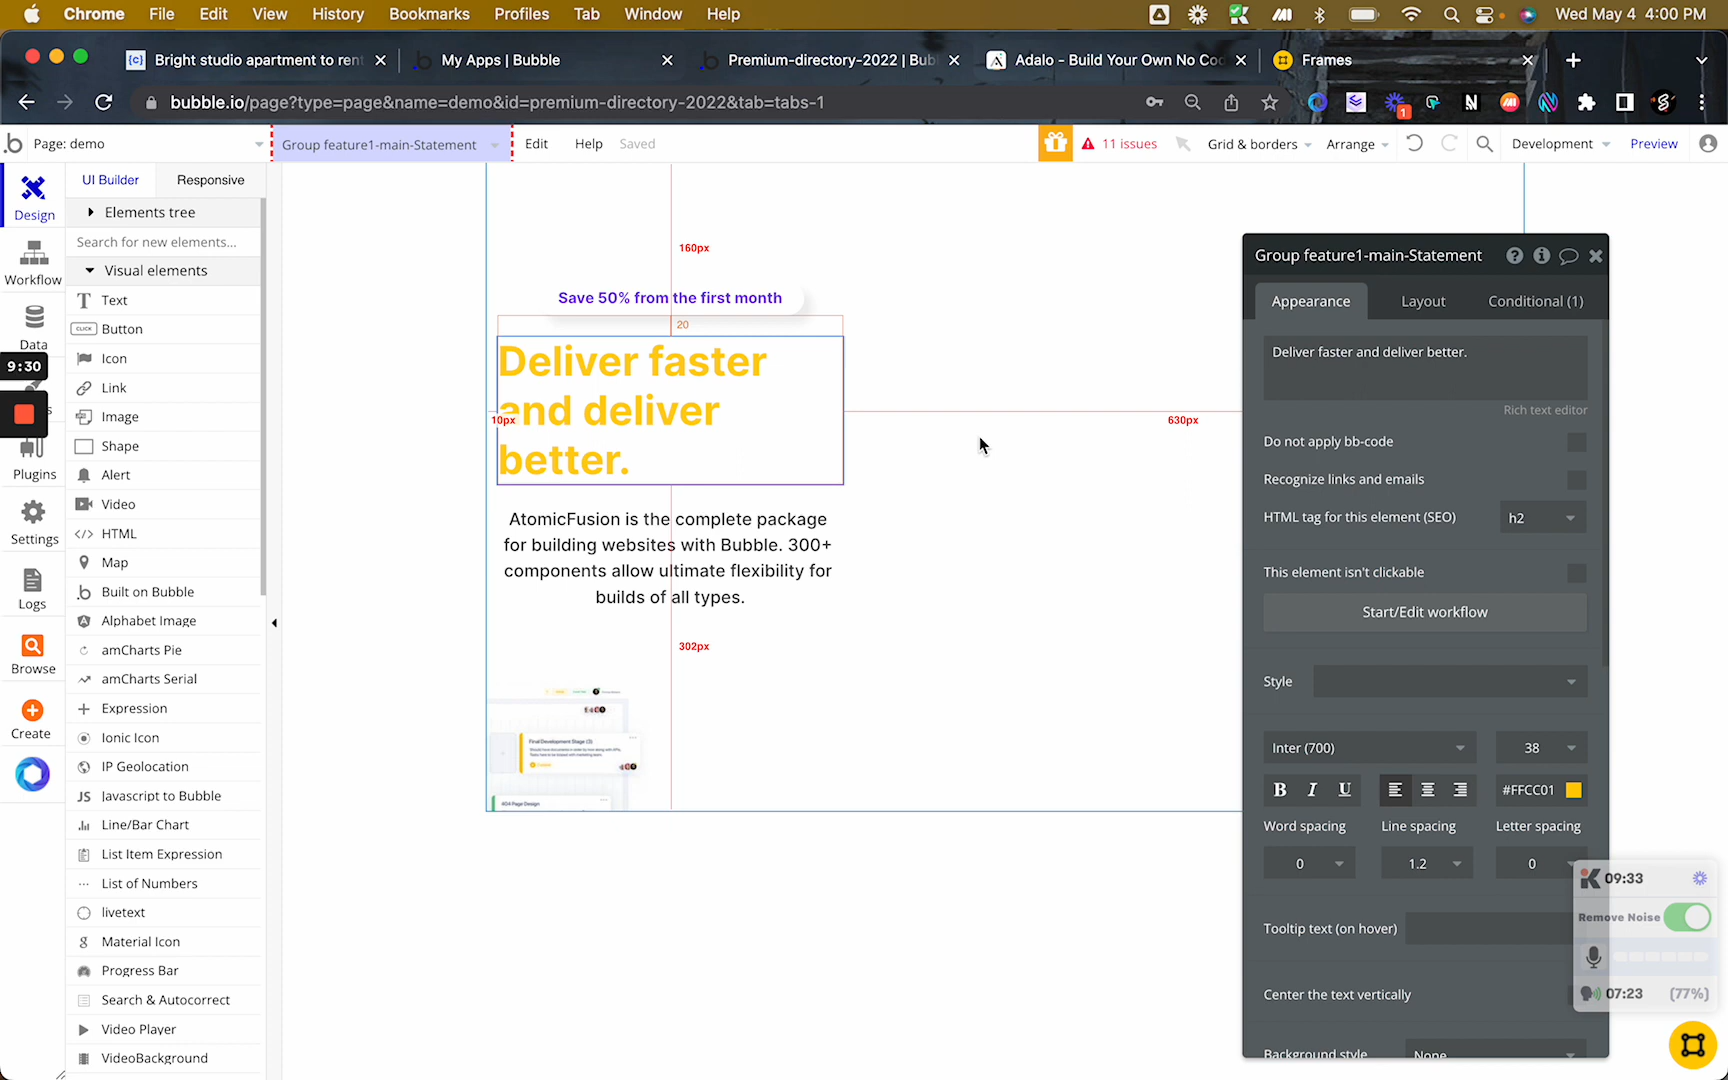 Chrome File Edit View History Bookmarks Profiles Tab Window Help Wed May 4 4:00 PM
Bright studio apartment to rent
My Apps | Bubble
Premium-directory-2022 | Bub
Adalo - Build Your Own No Co
Frames
bubble.io/page?type=page&name=demo&id=premium-directory-2022&tab=tabs-1
1
Page: demo
Group feature1-main-Statement
Edit
Help
Saved
11 issues
Grid & borders
Arrange
Development
Preview
Design
Workflow
Data
9:30
Plugins
Settings
Logs
Browse
Create
UI Builder
Responsive
Elements tree
Search for new elements...
Visual elements
Text
CLICK Button
Icon
Link
Image
Shape
Alert
Video
</> HTML
Map
Built on Bubble
Alphabet Image
amCharts Pie
amCharts Serial
Expression
Ionic Icon
IP Geolocation
JS Javascript to Bubble
Line/Bar Chart
List Item Expression
List of Numbers
livetext
Material Icon
Progress Bar
Search & Autocorrect
Video Player
VideoBackground
160px
Save 50% from the first month
20
Deliver faster
and deliver
better.
10px
630px
AtomicFusion is the complete package
for building websites with Bubble. 300+
components allow ultimate flexibility for
builds of all types.
302px
Final Development Stage (3)
404 Page Design
Group feature1-main-Statement
Appearance
Layout
Conditional (1)
Deliver faster and deliver better.
Rich text editor
Do not apply bb-code
Recognize links and emails
HTML tag for this element (SEO)
h2
This element isn't clickable
Start/Edit workflow
Style
Inter (700)
38
B I U
#FFCC01
Word spacing
Line spacing
Letter spacing
0
1.2
0
Tooltip text (on hover)
Center the text vertically
Background style
None
09:33
Remove Noise
07:23 (77%)